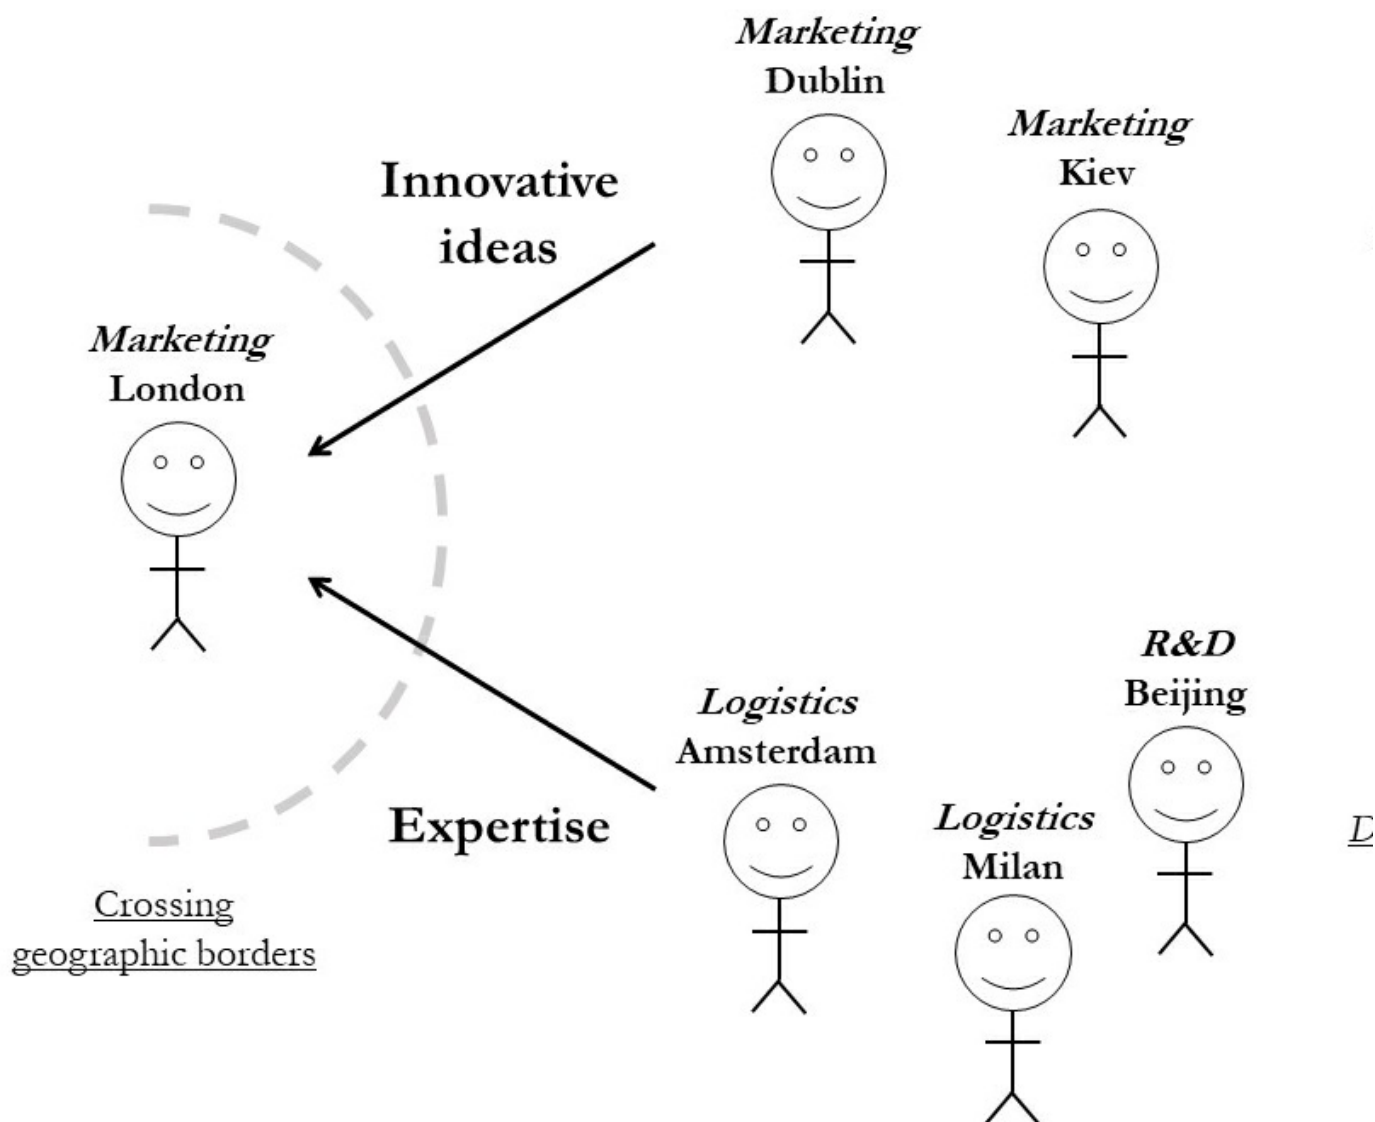 Marketing
Dublin
Marketing
Kiev
Innovative
ideas
Marketing
London
R&D
Beijing
Logistics
Amsterdam
Logistics
Milan
Expertise
Crossing
geographic borders